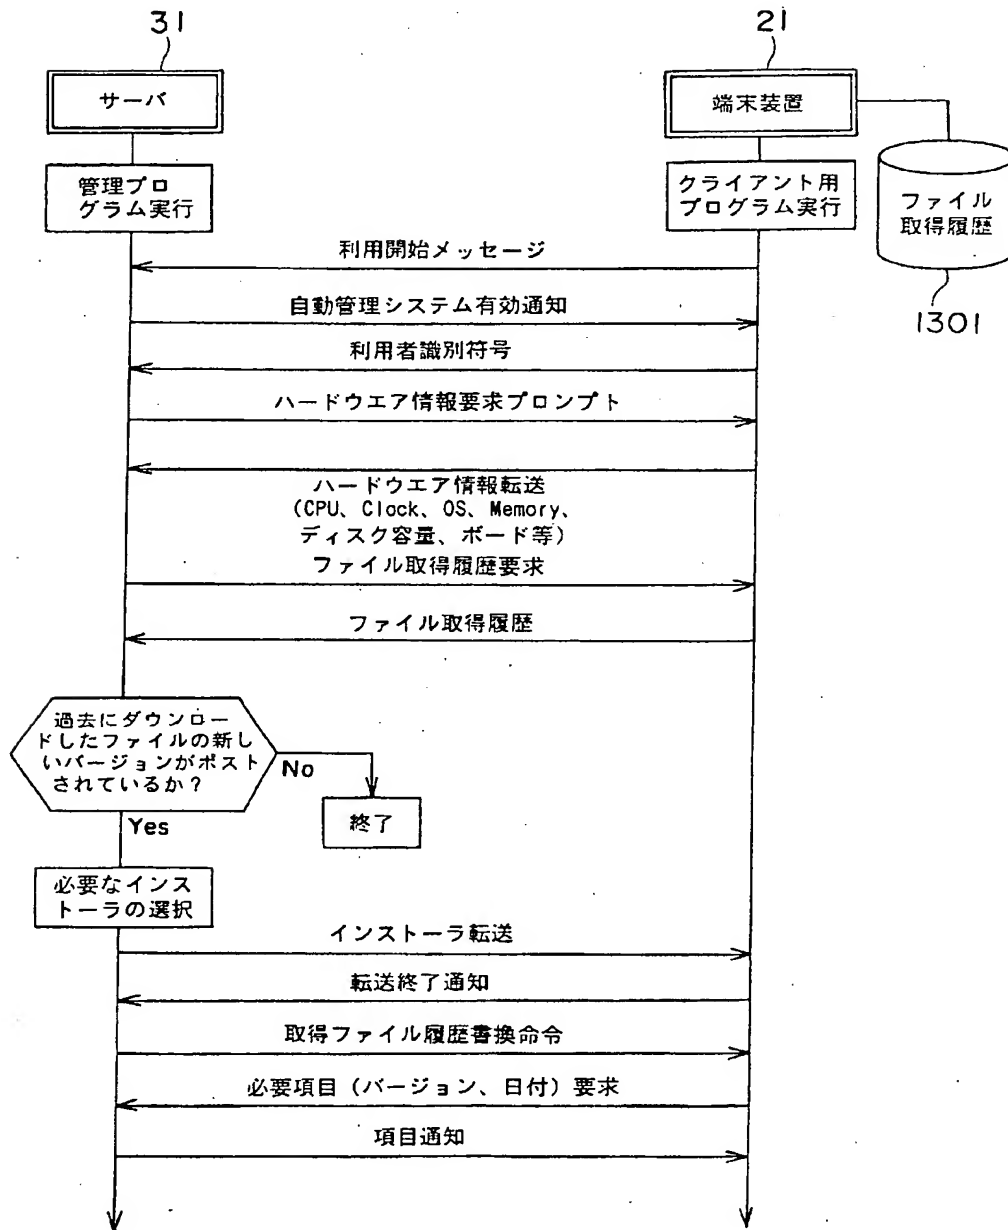 31
21
サーバ
端末装置
管理プロ
グラム実行
クライアント用
プログラム実行
ファイル
取得履歴
1301
利用開始メッセージ
自動管理システム有効通知
利用者識別符号
ハードウエア情報要求プロンプト
ハードウエア情報転送
(CPU、Clock、OS、Memory、
ディスク容量、ボード等)
ファイル取得履歴要求
ファイル取得履歴
過去にダウンロー
ドしたファイルの新し
いバージョンがポスト
されているか?
No
終了
Yes
必要なインス
トーラの選択
インストーラ転送
転送終了通知
取得ファイル履歴書換命令
必要項目(バージョン、日付)要求
項目通知